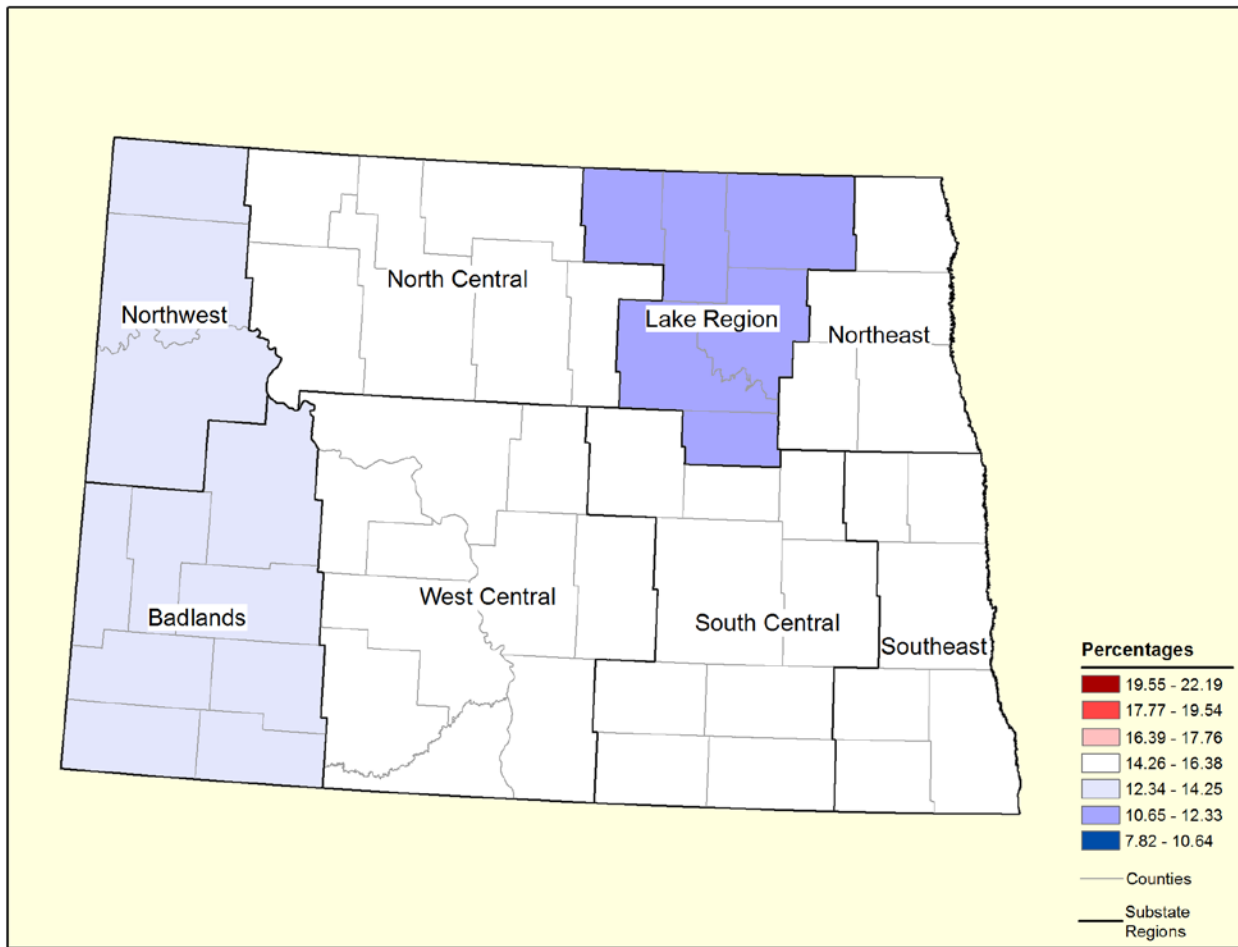 North Central
Northwest
Lake Region
Northeast
West Central
Badlands
South Central
Southeast
Percentages
19.55 - 22.19
17.77 - 19.54
16.39 - 17.76
14.26 - 16.38
12.34 - 14.25
10.65 - 12.33
7.82 - 10.64
Counties
Substate
Regions